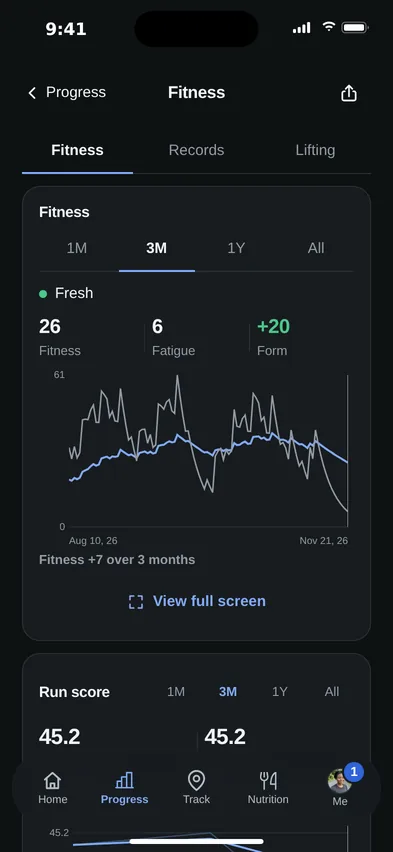 9:41
Progress
Fitness
Fitness Records Lifting
Fitness
1M 3M 1Y All
Fresh
26 6 +20
Fitness Fatigue Form
61
0
Aug 10, 26 Nov 21, 26
Fitness +7 over 3 months
View full screen
Run score 1M 3M 1Y All
45.2 45.2
1
Home Progress Track Nutrition Me
45.2